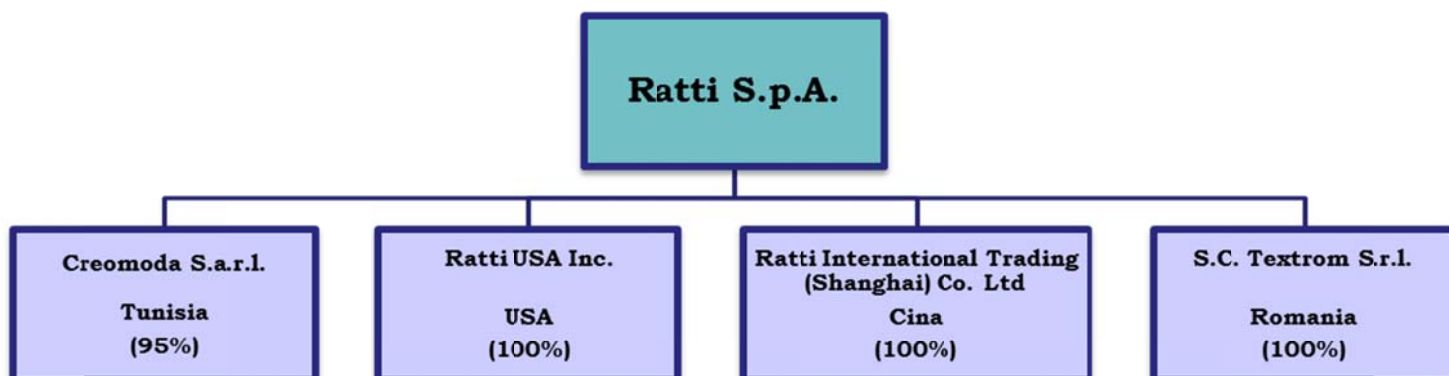 Ratti S.p.A.
Creomoda S.a.r.l.
Tunisia
(95%)
Ratti USA Inc.
USA
(100%)
Ratti International Trading
(Shanghai) Co. Ltd
Cina
(100%)
S.C. Textrom S.r.l.
Romania
(100%)